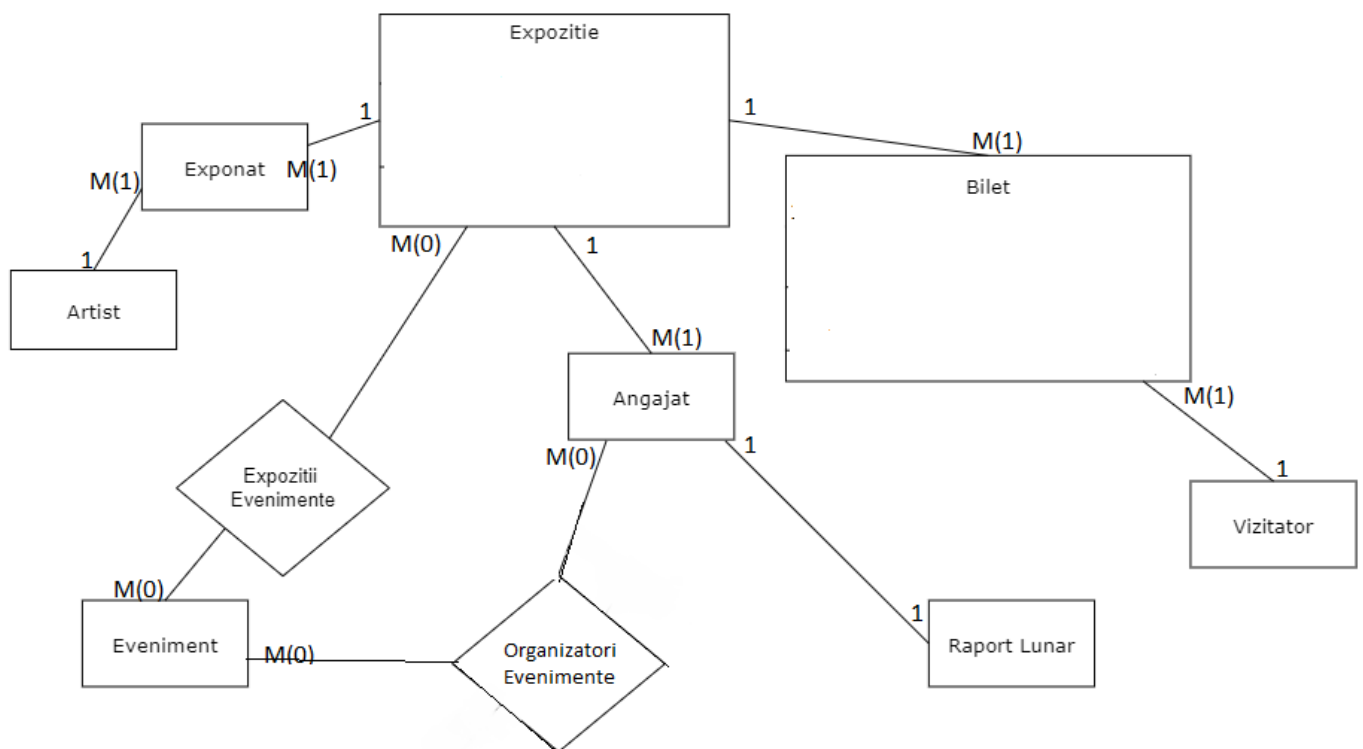 Expozitie
1
1
Exponat
M(1)
M(1)
M(1)
Bilet
1
Artist
M(0)
1
M(1)
Angajat
M(1)
M(0)
1
1
Vizitator
Expozitii
Evenimente
M(0)
Eveniment
M(0)
Organizatori
Evenimente
1
Raport Lunar